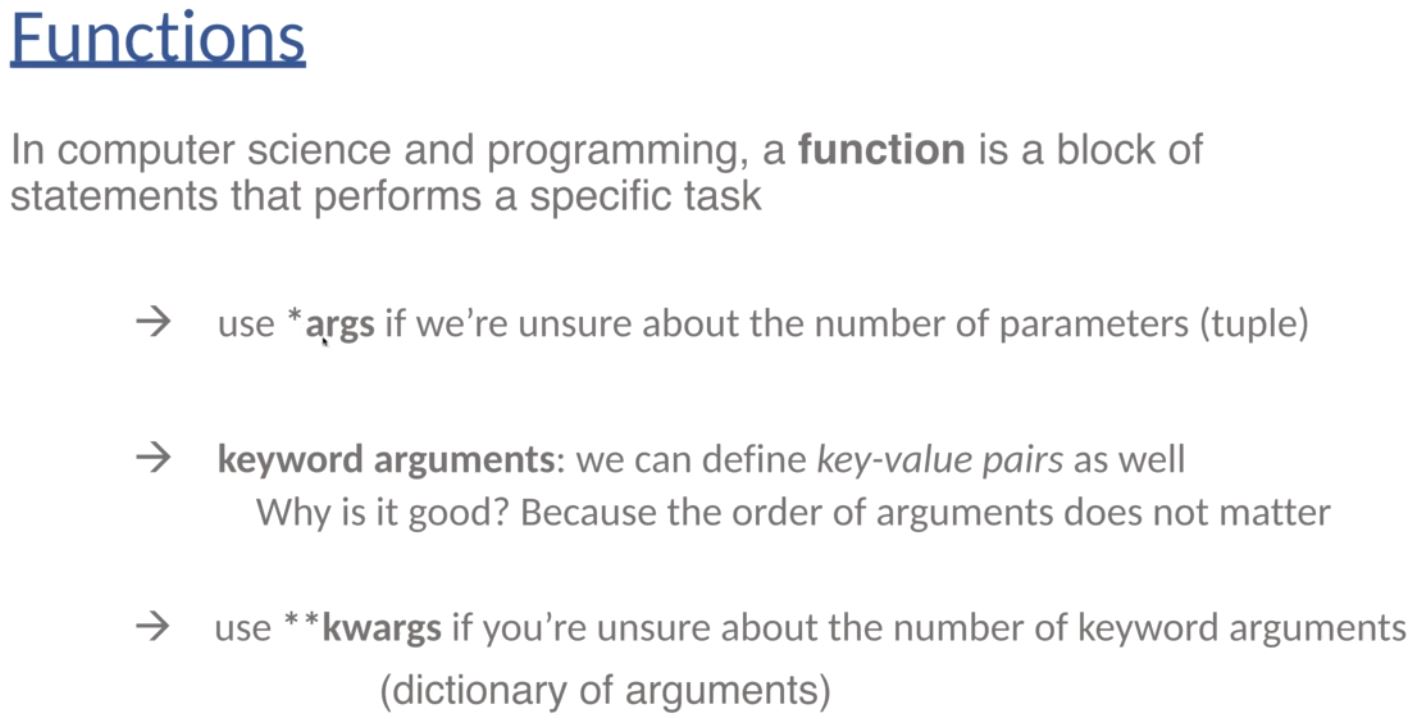 Functions
In computer science and programming, a function is a block of
statements that performs a specific task
→ use *args if we’re unsure about the number of parameters (tuple)
→ keyword arguments: we can define key-value pairs as well
Why is it good? Because the order of arguments does not matter
→ use **kwargs if you’re unsure about the number of keyword arguments
(dictionary of arguments)